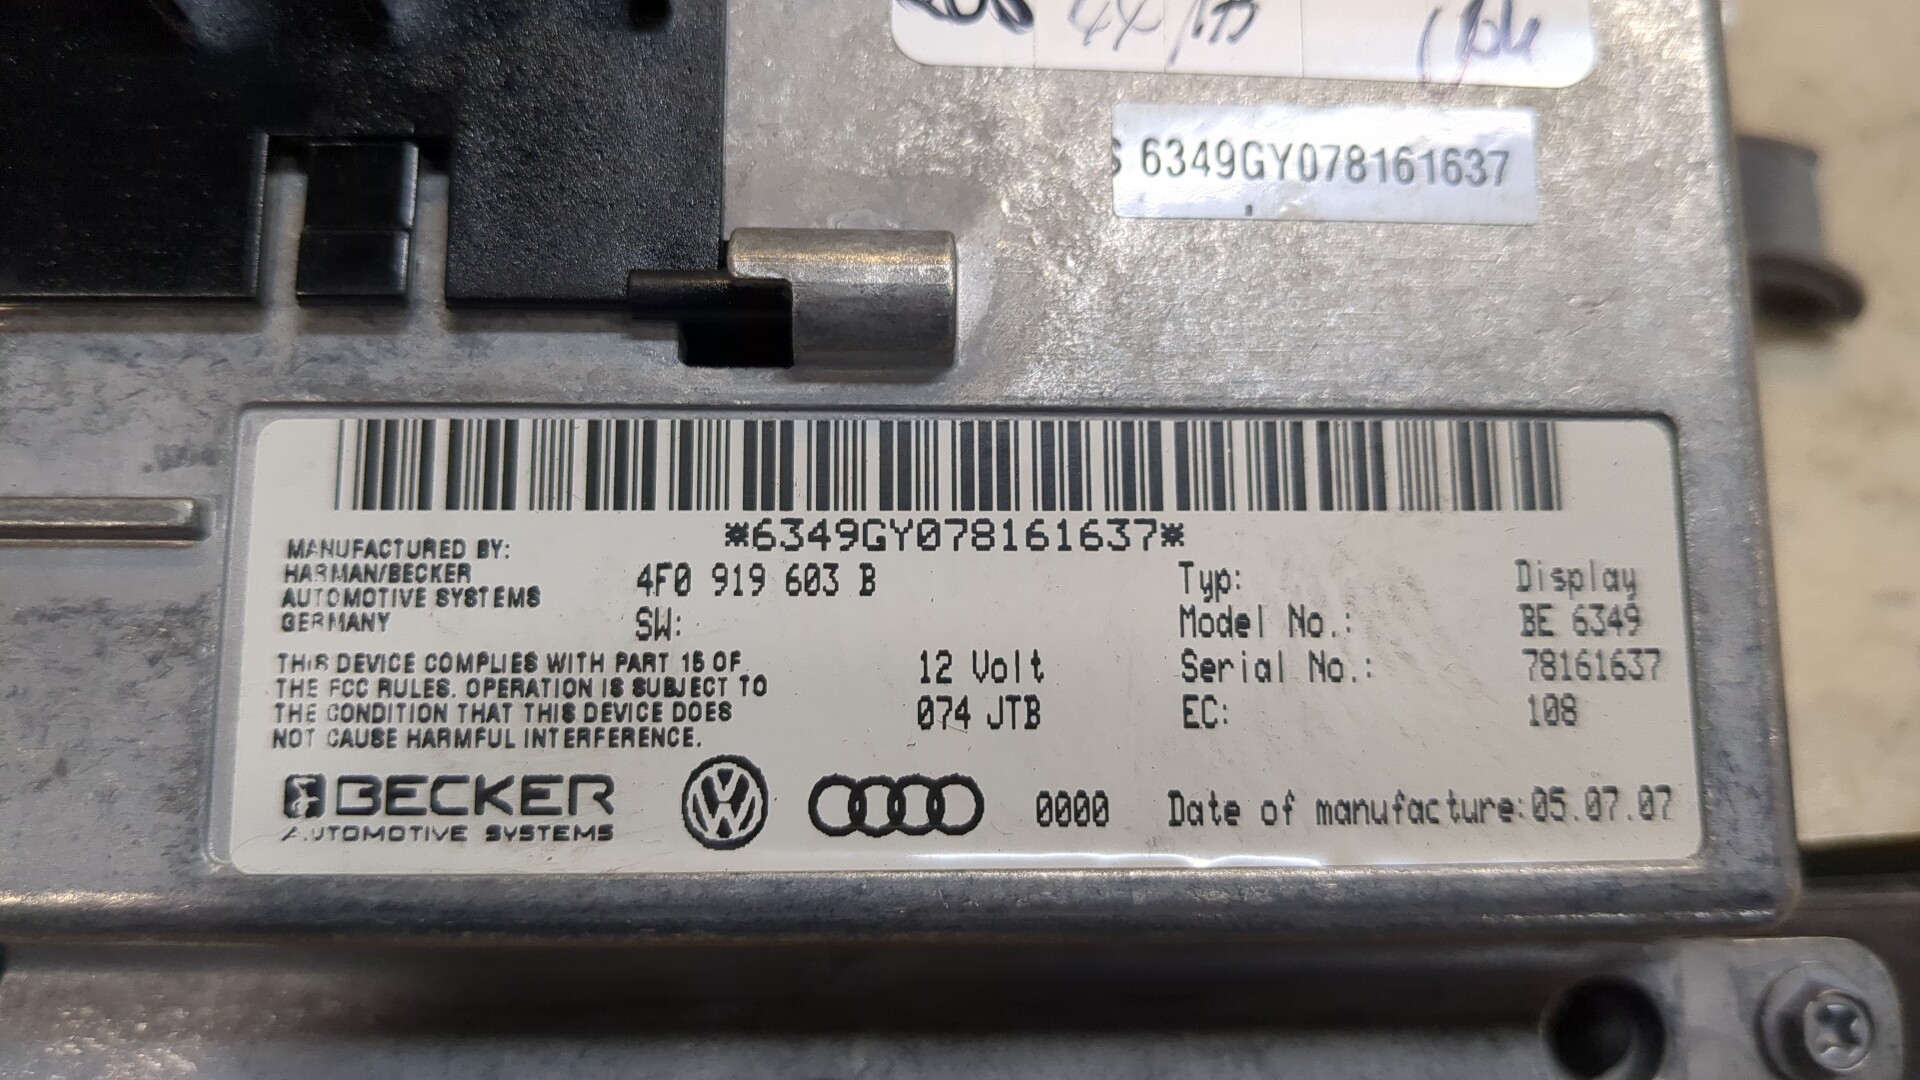 6349GY078161637
*6349GY078161637*
MANUFACTURED BY:
HARMAN/BECKER
AUTOMOTIVE SYSTEMS
GERMANY
4F0 919 603 B
SW:
Typ: Display
Model No.: BE 6349
Serial No.: 78161637
EC: 108
12 Volt
074 JTB
THIS DEVICE COMPLIES WITH PART 15 OF
THE FCC RULES. OPERATION IS SUBJECT TO
THE CONDITION THAT THIS DEVICE DOES
NOT CAUSE HARMFUL INTERFERENCE.
BECKER
AUTOMOTIVE SYSTEMS
0000
Date of manufacture: 05.07.07